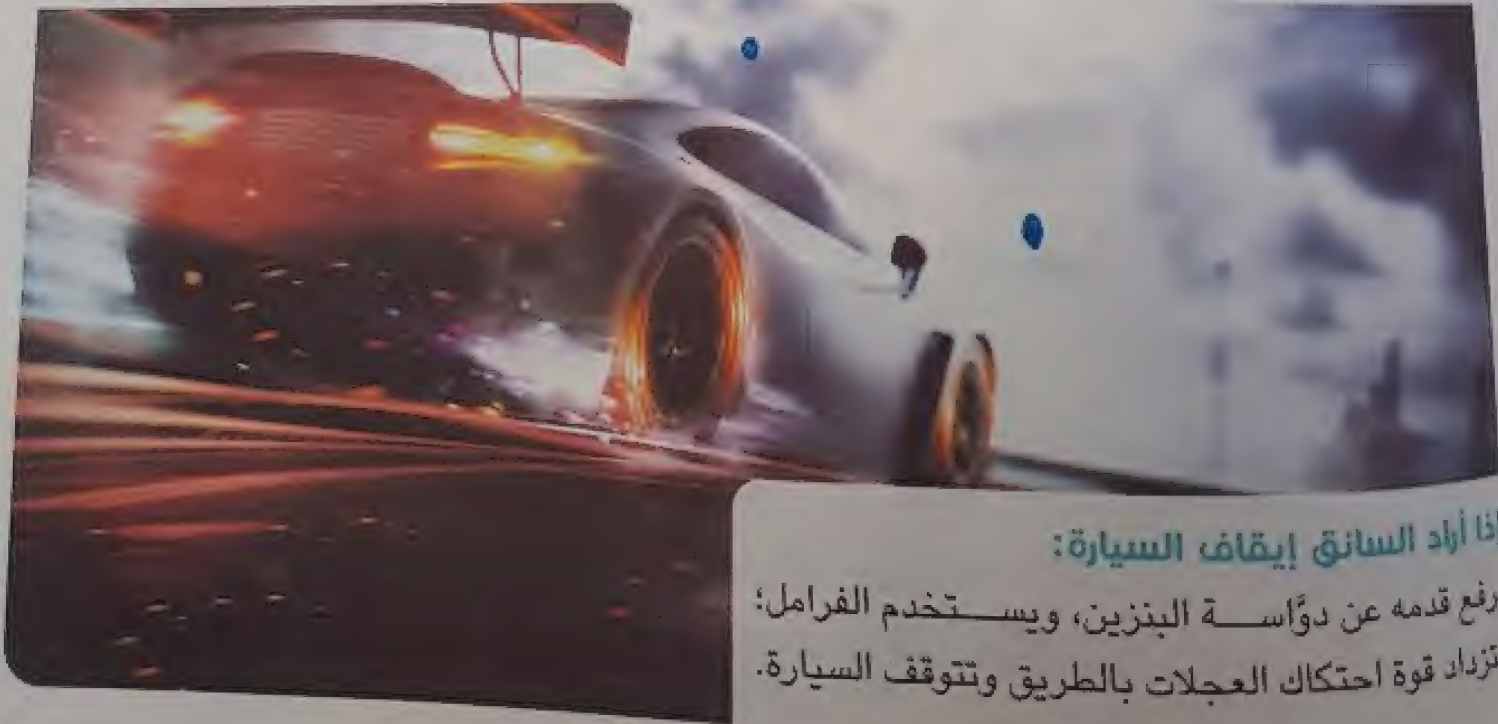 إذا أراد السائق إيقاف السيارة:
رفع قدمه عن دوَّاسة البنزين، ويستخدم الفرامل؛
تزداد قوة احتكاك العجلات بالطريق وتتوقف السيارة.